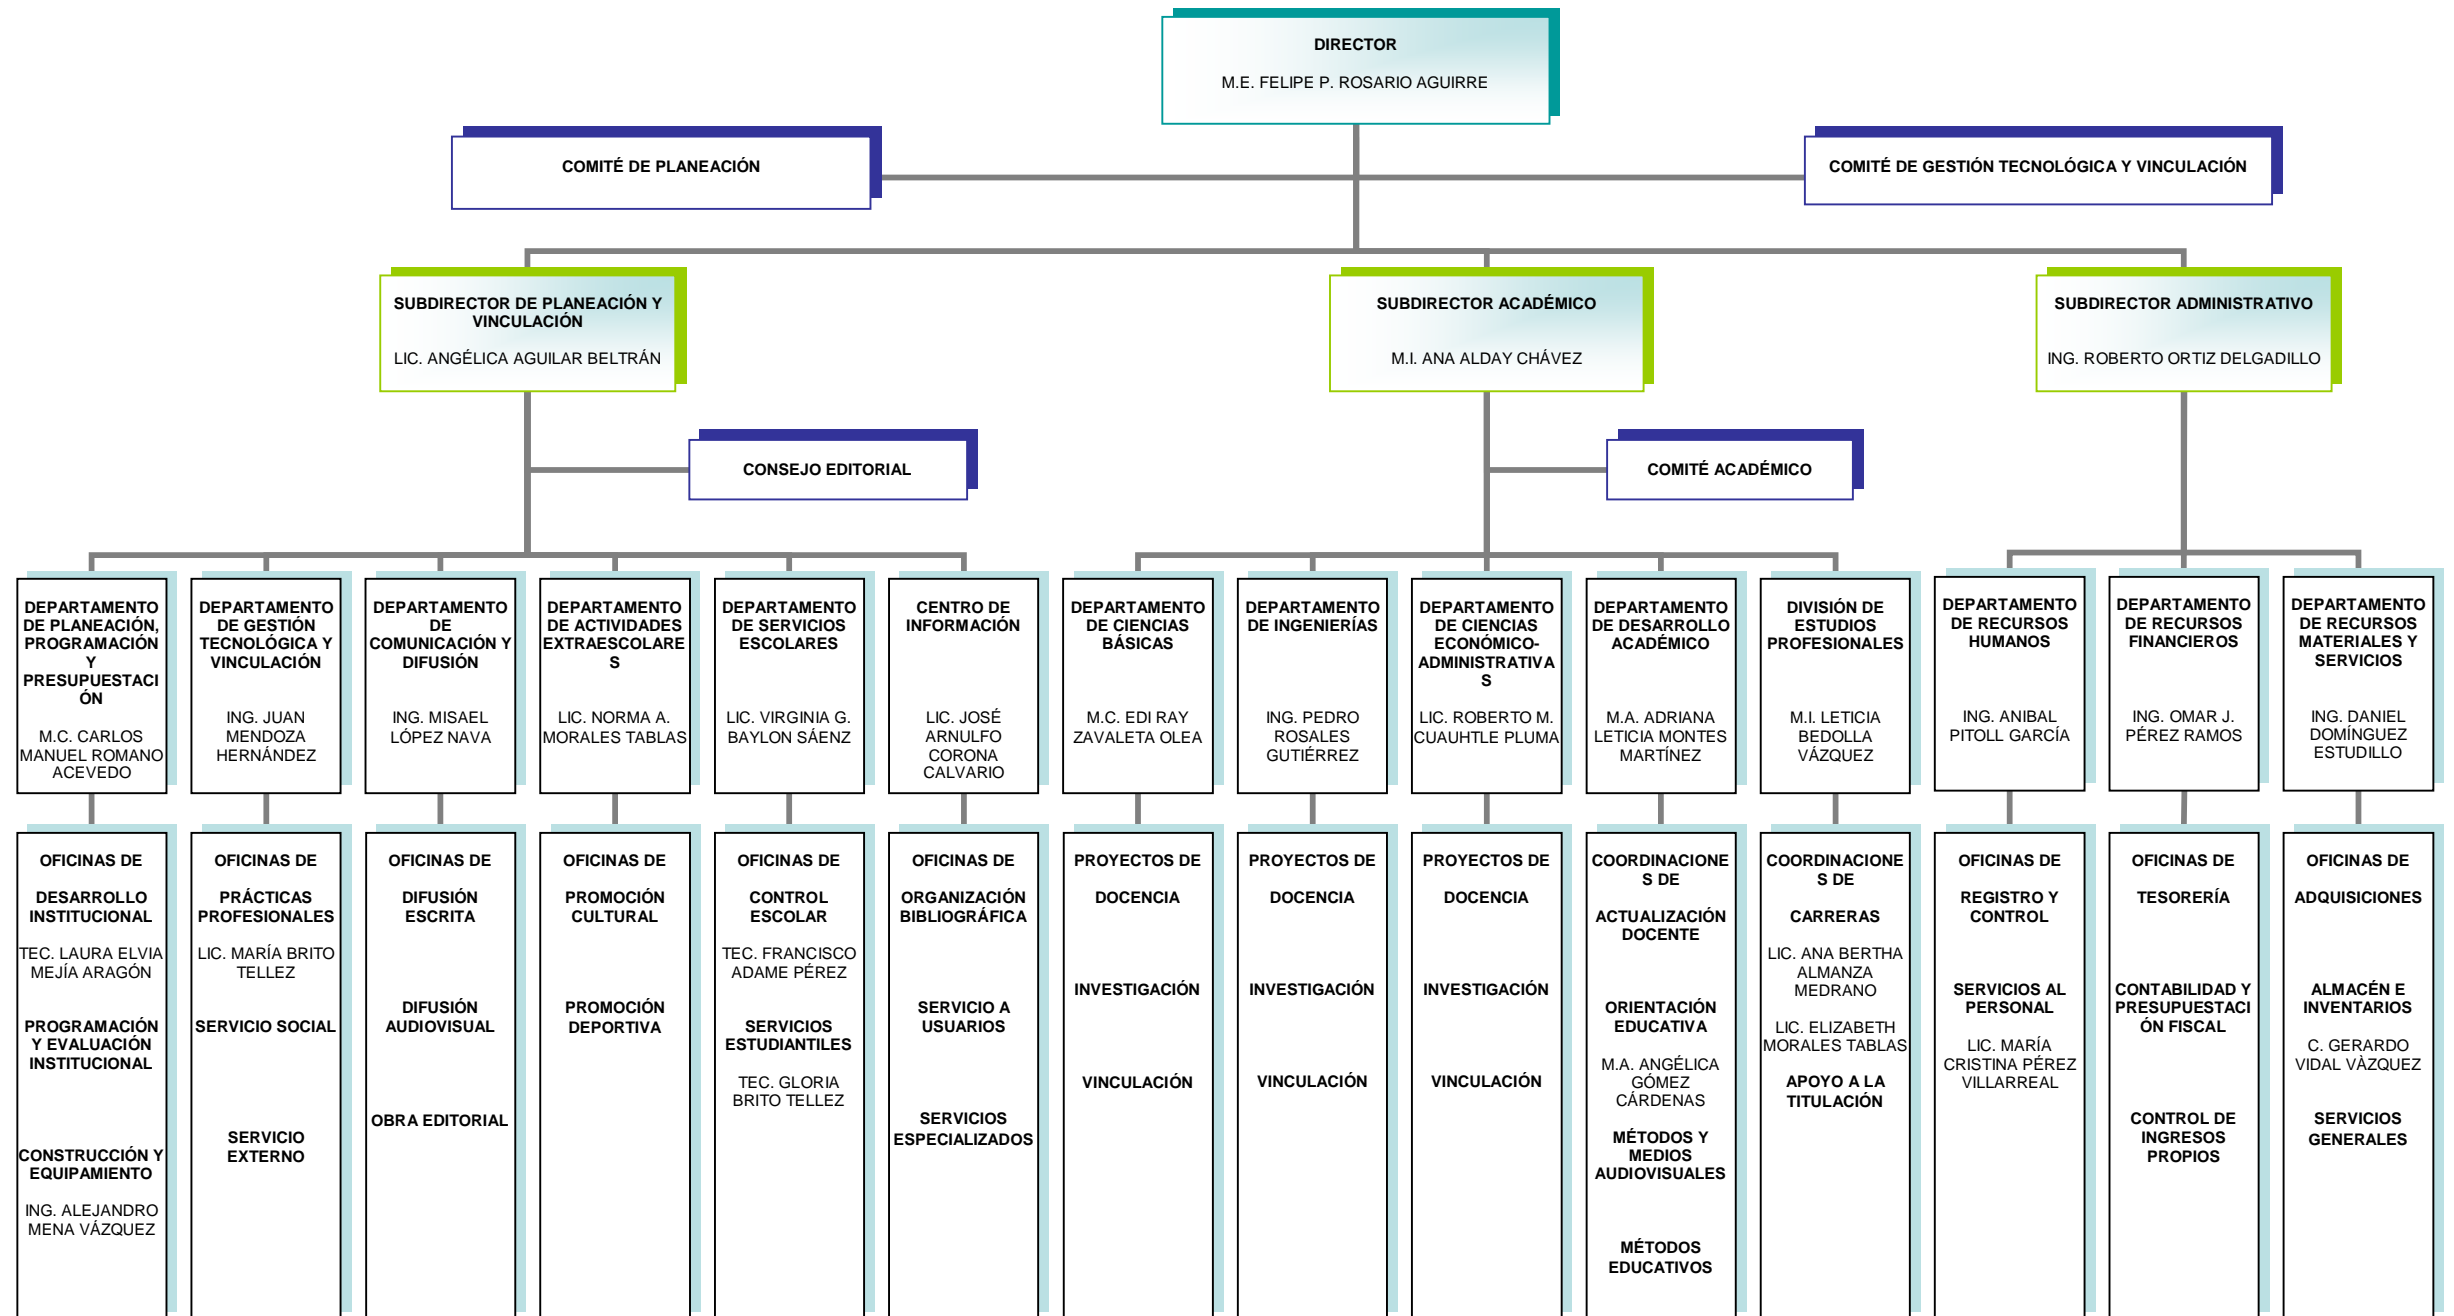 DIRECTOR
M.E. FELIPE P. ROSARIO AGUIRRE
COMITÉ DE PLANEACIÓN
COMITÉ DE GESTIÓN TECNOLÓGICA Y VINCULACIÓN
SUBDIRECTOR DE PLANEACIÓN Y
VINCULACIÓN
LIC. ANGÉLICA AGUILAR BELTRÁN
SUBDIRECTOR ACADÉMICO
M.I. ANA ALDAY CHÁVEZ
SUBDIRECTOR ADMINISTRATIVO
ING. ROBERTO ORTIZ DELGADILLO
CONSEJO EDITORIAL
COMITÉ ACADÉMICO
DEPARTAMENTO
DE PLANEACIÓN,
PROGRAMACIÓN
Y
PRESUPUESTACI
ÓN
M.C. CARLOS
MANUEL ROMANO
ACEVEDO
DEPARTAMENTO
DE GESTIÓN
TECNOLÓGICA Y
VINCULACIÓN
ING. JUAN
MENDOZA
HERNÁNDEZ
DEPARTAMENTO
DE
COMUNICACIÓN Y
DIFUSIÓN
ING. MISAEL
LÓPEZ NAVA
DEPARTAMENTO
DE ACTIVIDADES
EXTRAESCOLARE
S
LIC. NORMA A.
MORALES TABLAS
DEPARTAMENTO
DE SERVICIOS
ESCOLARES
LIC. VIRGINIA G.
BAYLON SÁENZ
CENTRO DE
INFORMACIÓN
LIC. JOSÉ
ARNULFO
CORONA
CALVARIO
DEPARTAMENTO
DE CIENCIAS
BÁSICAS
M.C. EDI RAY
ZAVALETA OLEA
DEPARTAMENTO
DE INGENIERÍAS
ING. PEDRO
ROSALES
GUTIÉRREZ
DEPARTAMENTO
DE CIENCIAS
ECONÓMICO-
ADMINISTRATIVA
S
LIC. ROBERTO M.
CUAUHTLE PLUMA
DEPARTAMENTO
DE DESARROLLO
ACADÉMICO
M.A. ADRIANA
LETICIA MONTES
MARTÍNEZ
DIVISIÓN DE
ESTUDIOS
PROFESIONALES
M.I. LETICIA
BEDOLLA
VÁZQUEZ
DEPARTAMENTO
DE RECURSOS
HUMANOS
ING. ANIBAL
PITOLL GARCÍA
DEPARTAMENTO
DE RECURSOS
FINANCIEROS
ING. OMAR J.
PÉREZ RAMOS
DEPARTAMENTO
DE RECURSOS
MATERIALES Y
SERVICIOS
ING. DANIEL
DOMÍNGUEZ
ESTUDILLO
OFICINAS DE
DESARROLLO
INSTITUCIONAL
TEC. LAURA ELVIA
MEJÍA ARAGÓN
PROGRAMACIÓN
Y EVALUACIÓN
INSTITUCIONAL
CONSTRUCCIÓN Y
EQUIPAMIENTO
ING. ALEJANDRO
MENA VÁZQUEZ
OFICINAS DE
PRÁCTICAS
PROFESIONALES
LIC. MARÍA BRITO
TELLEZ
SERVICIO SOCIAL
SERVICIO
EXTERNO
OFICINAS DE
DIFUSIÓN
ESCRITA
DIFUSIÓN
AUDIOVISUAL
OBRA EDITORIAL
OFICINAS DE
PROMOCIÓN
CULTURAL
PROMOCIÓN
DEPORTIVA
OFICINAS DE
CONTROL
ESCOLAR
TEC. FRANCISCO
ADAME PÉREZ
SERVICIOS
ESTUDIANTILES
TEC. GLORIA
BRITO TELLEZ
OFICINAS DE
ORGANIZACIÓN
BIBLIOGRÁFICA
SERVICIO A
USUARIOS
SERVICIOS
ESPECIALIZADOS
PROYECTOS DE
DOCENCIA
INVESTIGACIÓN
VINCULACIÓN
PROYECTOS DE
DOCENCIA
INVESTIGACIÓN
VINCULACIÓN
PROYECTOS DE
DOCENCIA
INVESTIGACIÓN
VINCULACIÓN
COORDINACIONE
S DE
ACTUALIZACIÓN
DOCENTE
ORIENTACIÓN
EDUCATIVA
M.A. ANGÉLICA
GÓMEZ
CÁRDENAS
MÉTODOS Y
MEDIOS
AUDIOVISUALES
MÉTODOS
EDUCATIVOS
COORDINACIONE
S DE
CARRERAS
LIC. ANA BERTHA
ALMANZA
MEDRANO
LIC. ELIZABETH
MORALES TABLAS
APOYO A LA
TITULACIÓN
OFICINAS DE
REGISTRO Y
CONTROL
SERVICIOS AL
PERSONAL
LIC. MARÍA
CRISTINA PÉREZ
VILLARREAL
OFICINAS DE
TESORERÍA
CONTABILIDAD Y
PRESUPUESTACI
ÓN FISCAL
CONTROL DE
INGRESOS
PROPIOS
OFICINAS DE
ADQUISICIONES
ALMACÉN E
INVENTARIOS
C. GERARDO
VIDAL VÀZQUEZ
SERVICIOS
GENERALES